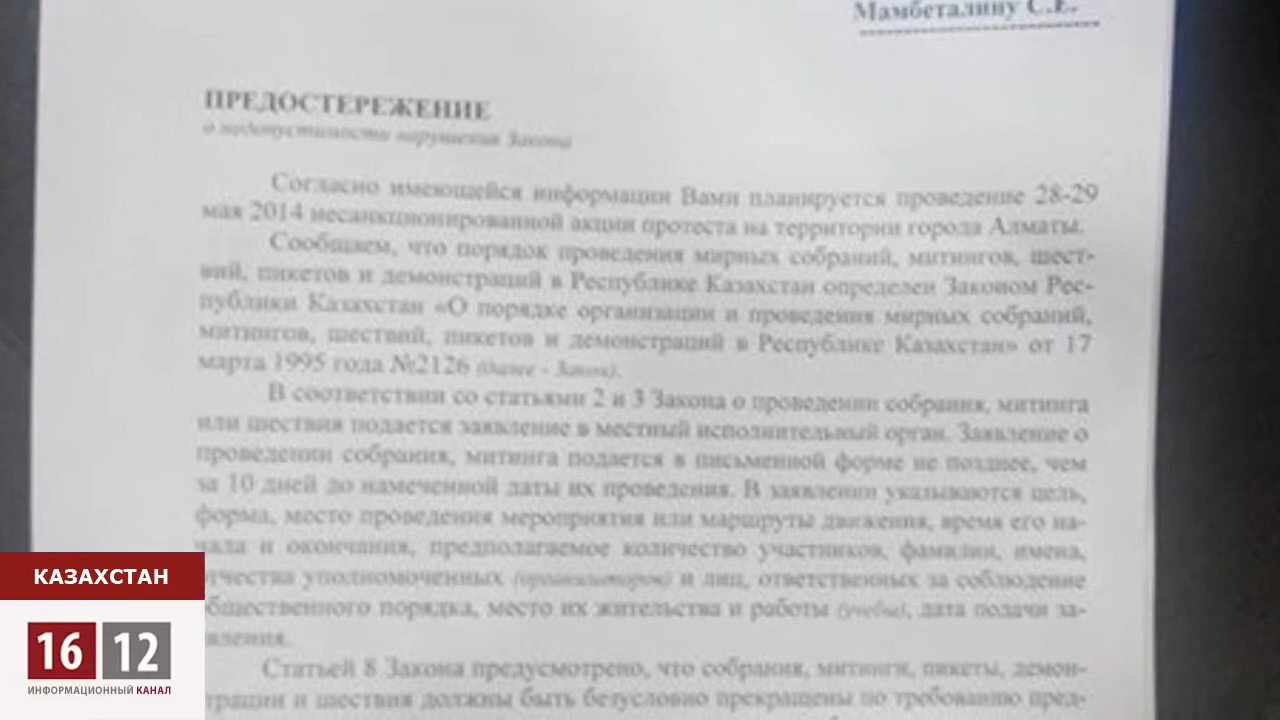 Мамбеталину С.Е.
ПРЕДОСТЕРЕЖЕНИЕ
о недопустимости нарушения Закона
Согласно имеющейся информации Вами планируется проведение 28-29
мая 2014 несанкционированной акции протеста на территории города Алматы.
Сообщаем, что порядок проведения мирных собраний, митингов, шест-
вий, пикетов и демонстраций в Республике Казахстан определен Законом Рес-
публики Казахстан «О порядке организации и проведения мирных собраний,
митингов, шествий, пикетов и демонстраций в Республике Казахстан» от 17
марта 1995 года №2126 (далее - Закон).
В соответствии со статьями 2 и 3 Закона о проведении собрания, митинга
или шествия подается заявление в местный исполнительный орган. Заявление о
проведении собрания, митинга подается в письменной форме не позднее, чем
за 10 дней до намеченной даты их проведения. В заявлении указываются цель,
форма, место проведения мероприятия или маршруты движения, время его на-
чала и окончания, предполагаемое количество участников, фамилии, имена,
отчества уполномоченных (организаторов) и лиц, ответственных за соблюдение
общественного порядка, место их жительства и работы (учебы), дата подачи за-
явления.
Статьей 8 Закона предусмотрено, что собрания, митинги, пикеты, демон-
трации и шествия должны быть безусловно прекращены по требованию пред-
КАЗАХСТАН
16 12
ИНФОРМАЦИОННЫЙ КАНАЛ